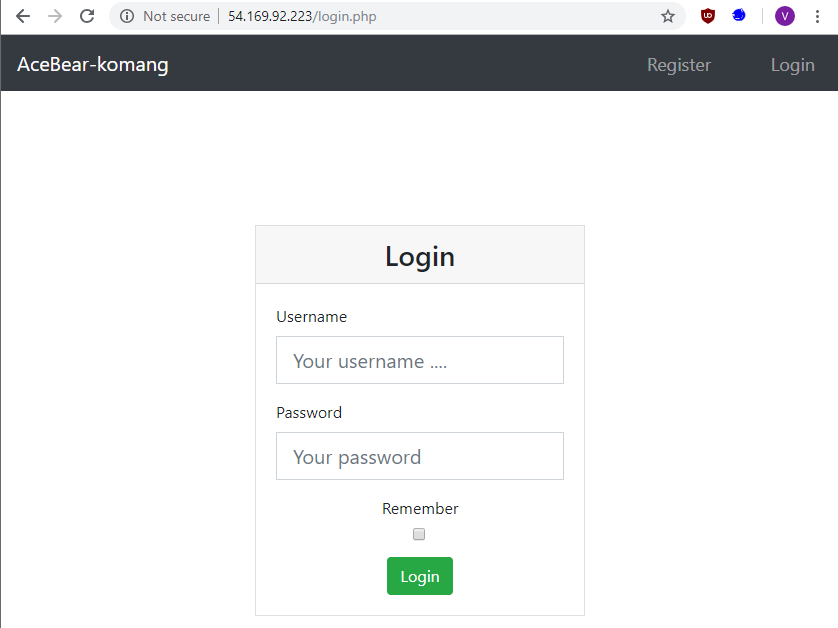 Not secure 54.169.92.223/login.php
V
AceBear-komang Register Login
Login
Username
Your username ....
Password
Your password
Remember
Login